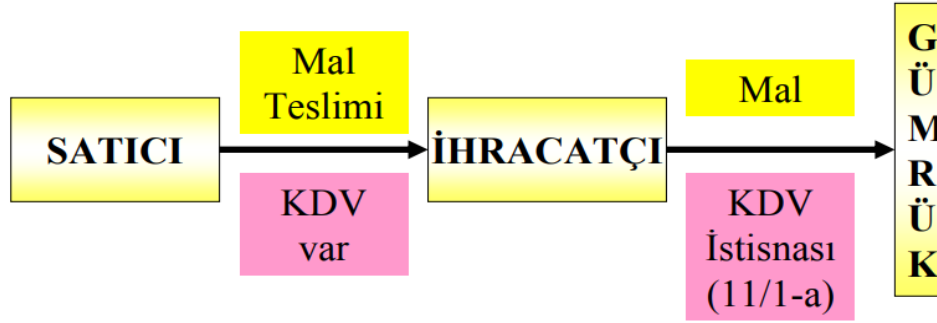 SATICI
Mal
Teslimi
KDV
var
İHRACATÇI
Mal
KDV
İstisnası
(11/1-a)
G
Ü
M
R
Ü
K